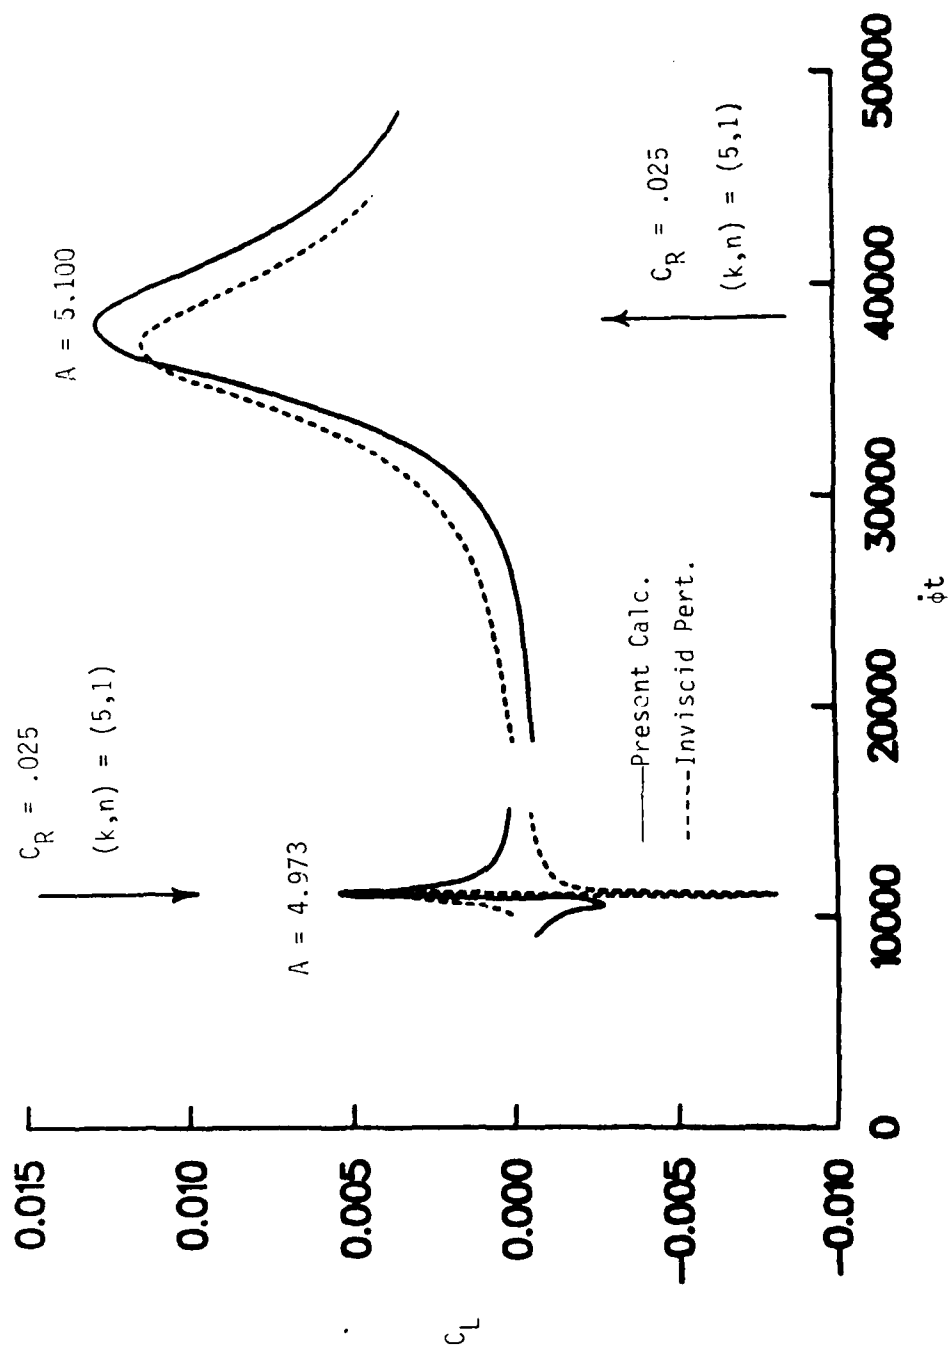 C_R = .025
(k,n) = (5,1)
A = 4.973
A = 5.100
C_R = .025
(k,n) = (5,1)
Present Calc.
Inviscid Pert.
0.015
0.010
0.005
0.000
-0.005
-0.010
C_L
0
10000
20000
30000
40000
50000
φ̇t